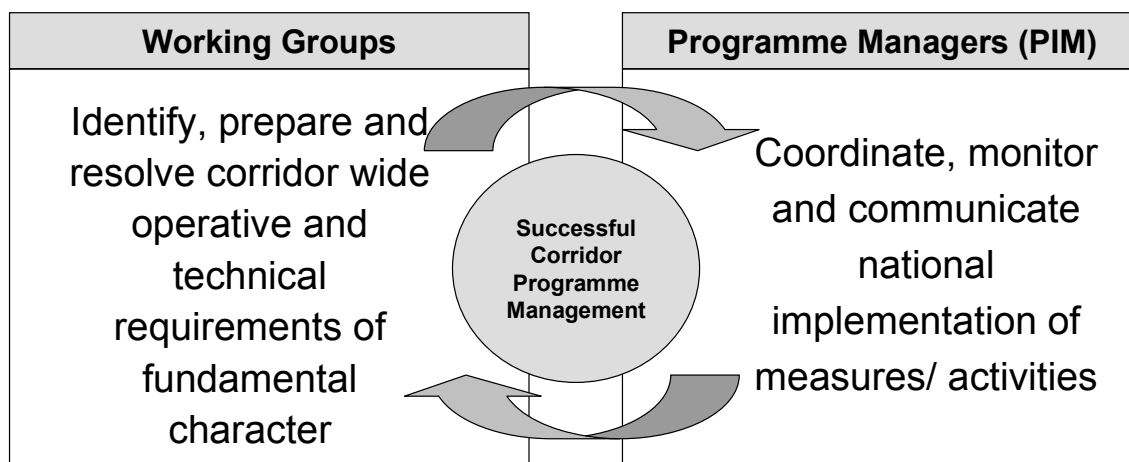 Working Groups
Identify, prepare and
resolve corridor wide
operative and
technical
requirements of
fundamental
character
Successful
Corridor
Programme
Management
Programme Managers (PIM)
Coordinate, monitor
and communicate
national
implementation of
measures/ activities